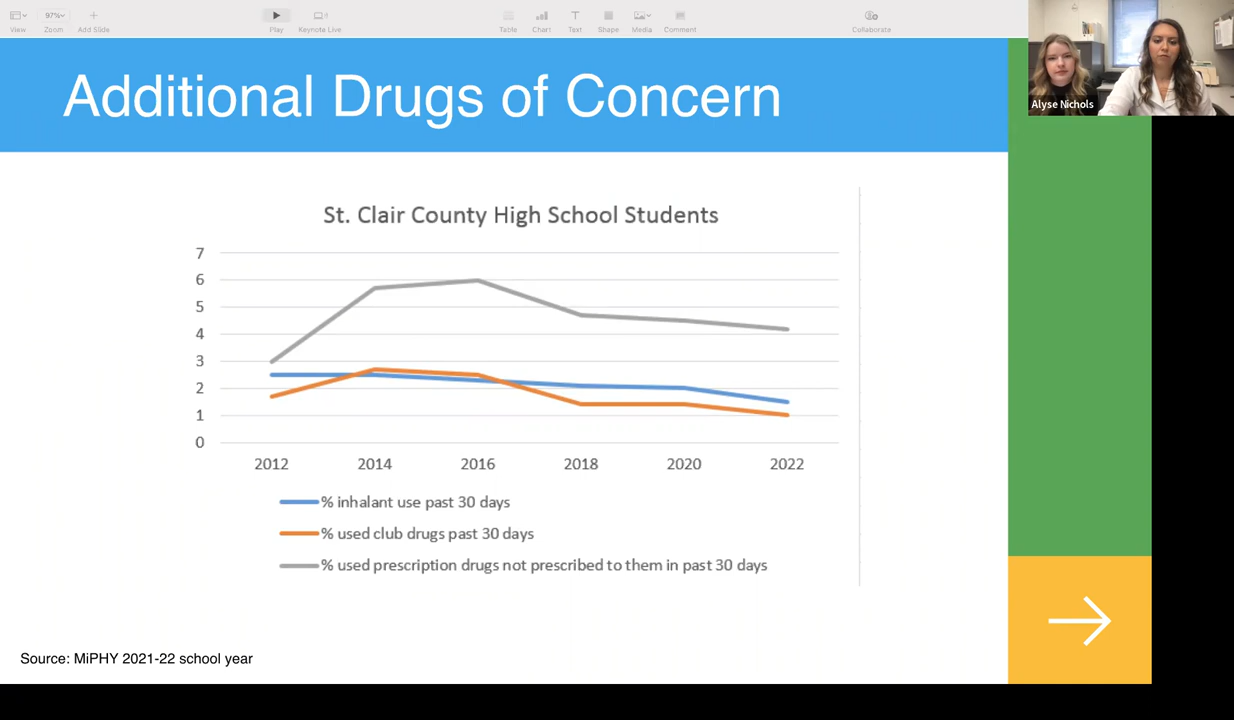 97%
View
Zoom
Add Slide
Play
Keynote Live
Table
Chart
Text
Shape
Media
Comment
Collaborate
Alyse Nichols
Additional Drugs of Concern
St. Clair County High School Students
7
6
5
4
3
2
1
0
2012 2014 2016 2018 2020 2022
% inhalant use past 30 days
% used club drugs past 30 days
% used prescription drugs not prescribed to them in past 30 days
Source: MiPHY 2021-22 school year